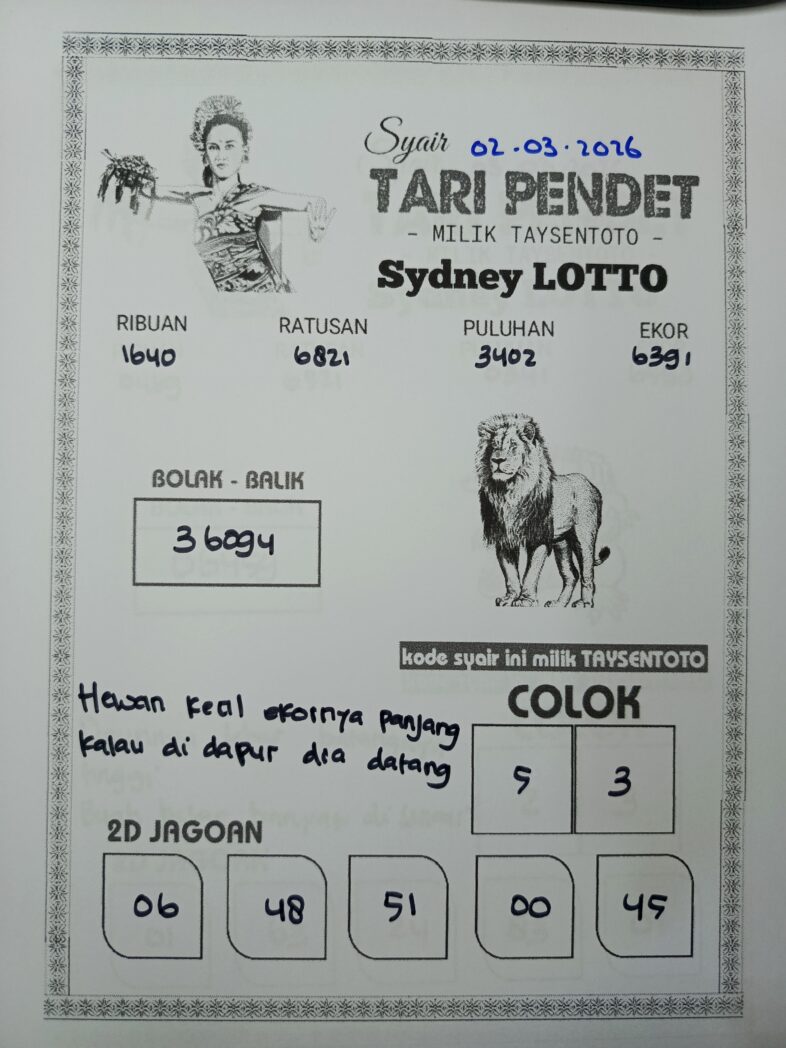 Syair 02.03.2026
TARI PENDET
- MILIK TAYSENTOTO -
Sydney LOTTO
RIBUAN RATUSAN PULUHAN EKOR
1640 6821 3402 6391
BOLAK - BALIK
36094
kode syair ini milik TAYSENTOTO
COLOK
Hewan kecil ekornya panjang
kalau di dapur dia datang
5 3
2D JAGOAN
06 48 51 00 45